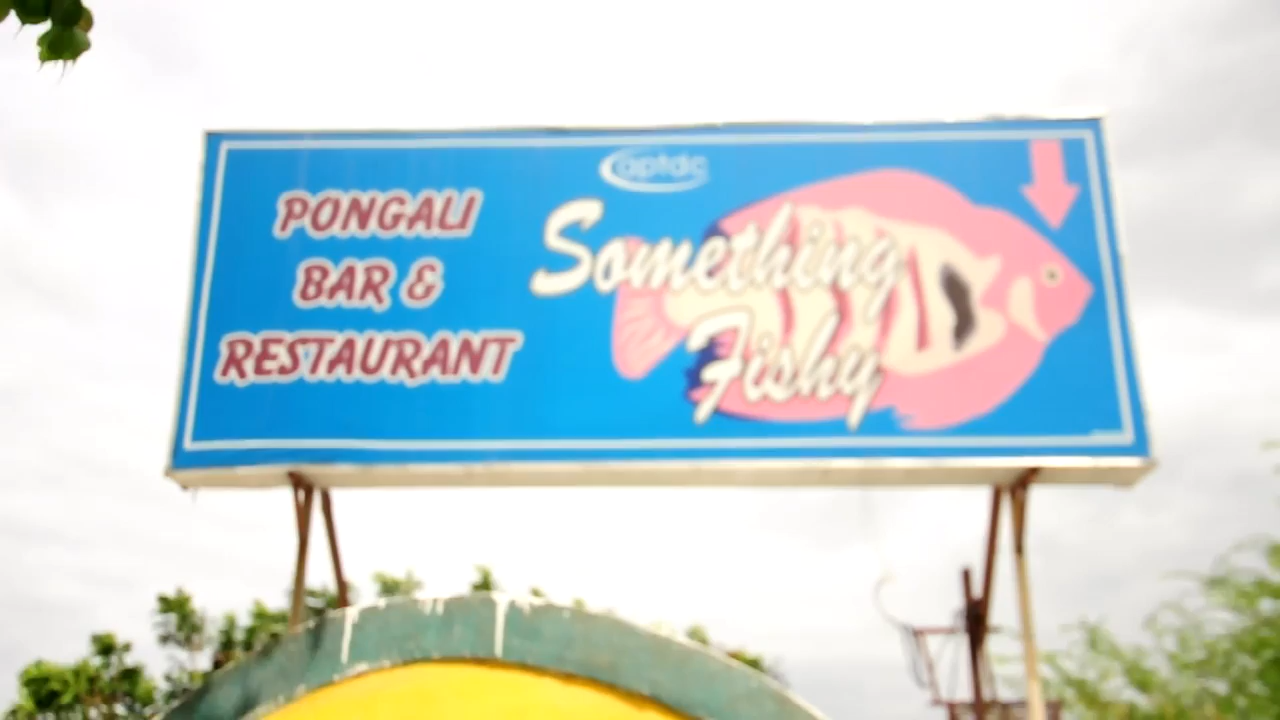 PONGALI
BAR &
RESTAURANT
aptdc
Something
Fishy